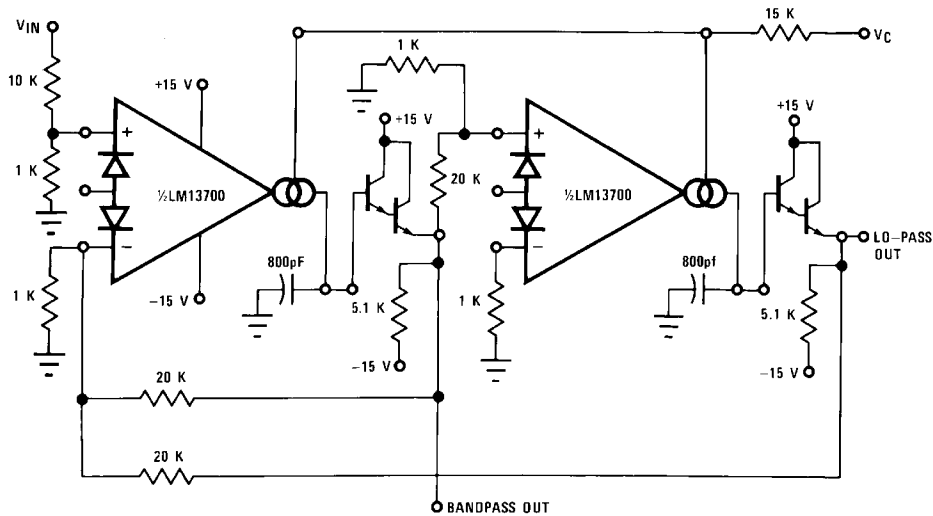 VIN
15 K
VC
1 K
10 K
+15 V
+
+15 V
+
+15 V
1 K
½LM13700
20 K
½LM13700
−
−
LO–PASS OUT
800pF
800pf
1 K
−15 V
5.1 K
1 K
5.1 K
−15 V
−15 V
20 K
20 K
BANDPASS OUT